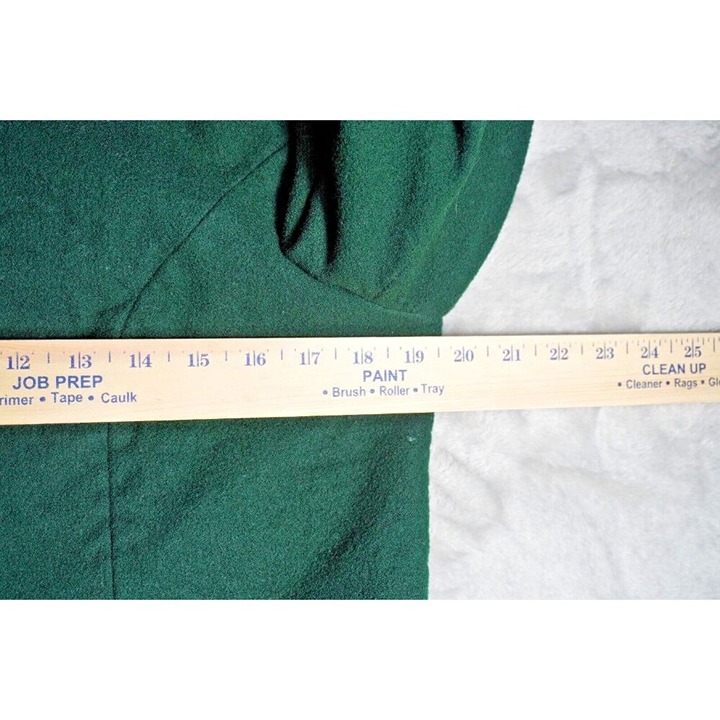 12 13 14 15 16 17 18 19 20 21 22 23 24 25
JOB PREP PAINT CLEAN UP
rimer • Tape • Caulk • Brush • Roller • Tray • Cleaner • Rags • Gl